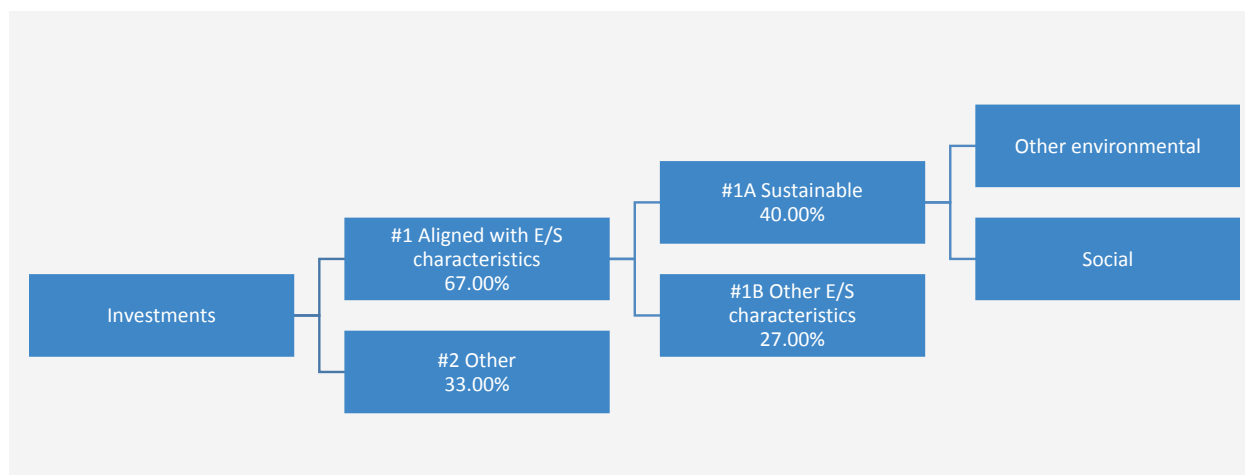 Investments
#1 Aligned with E/S
characteristics
67.00%
#2 Other
33.00%
#1A Sustainable
40.00%
#1B Other E/S
characteristics
27.00%
Other environmental
Social